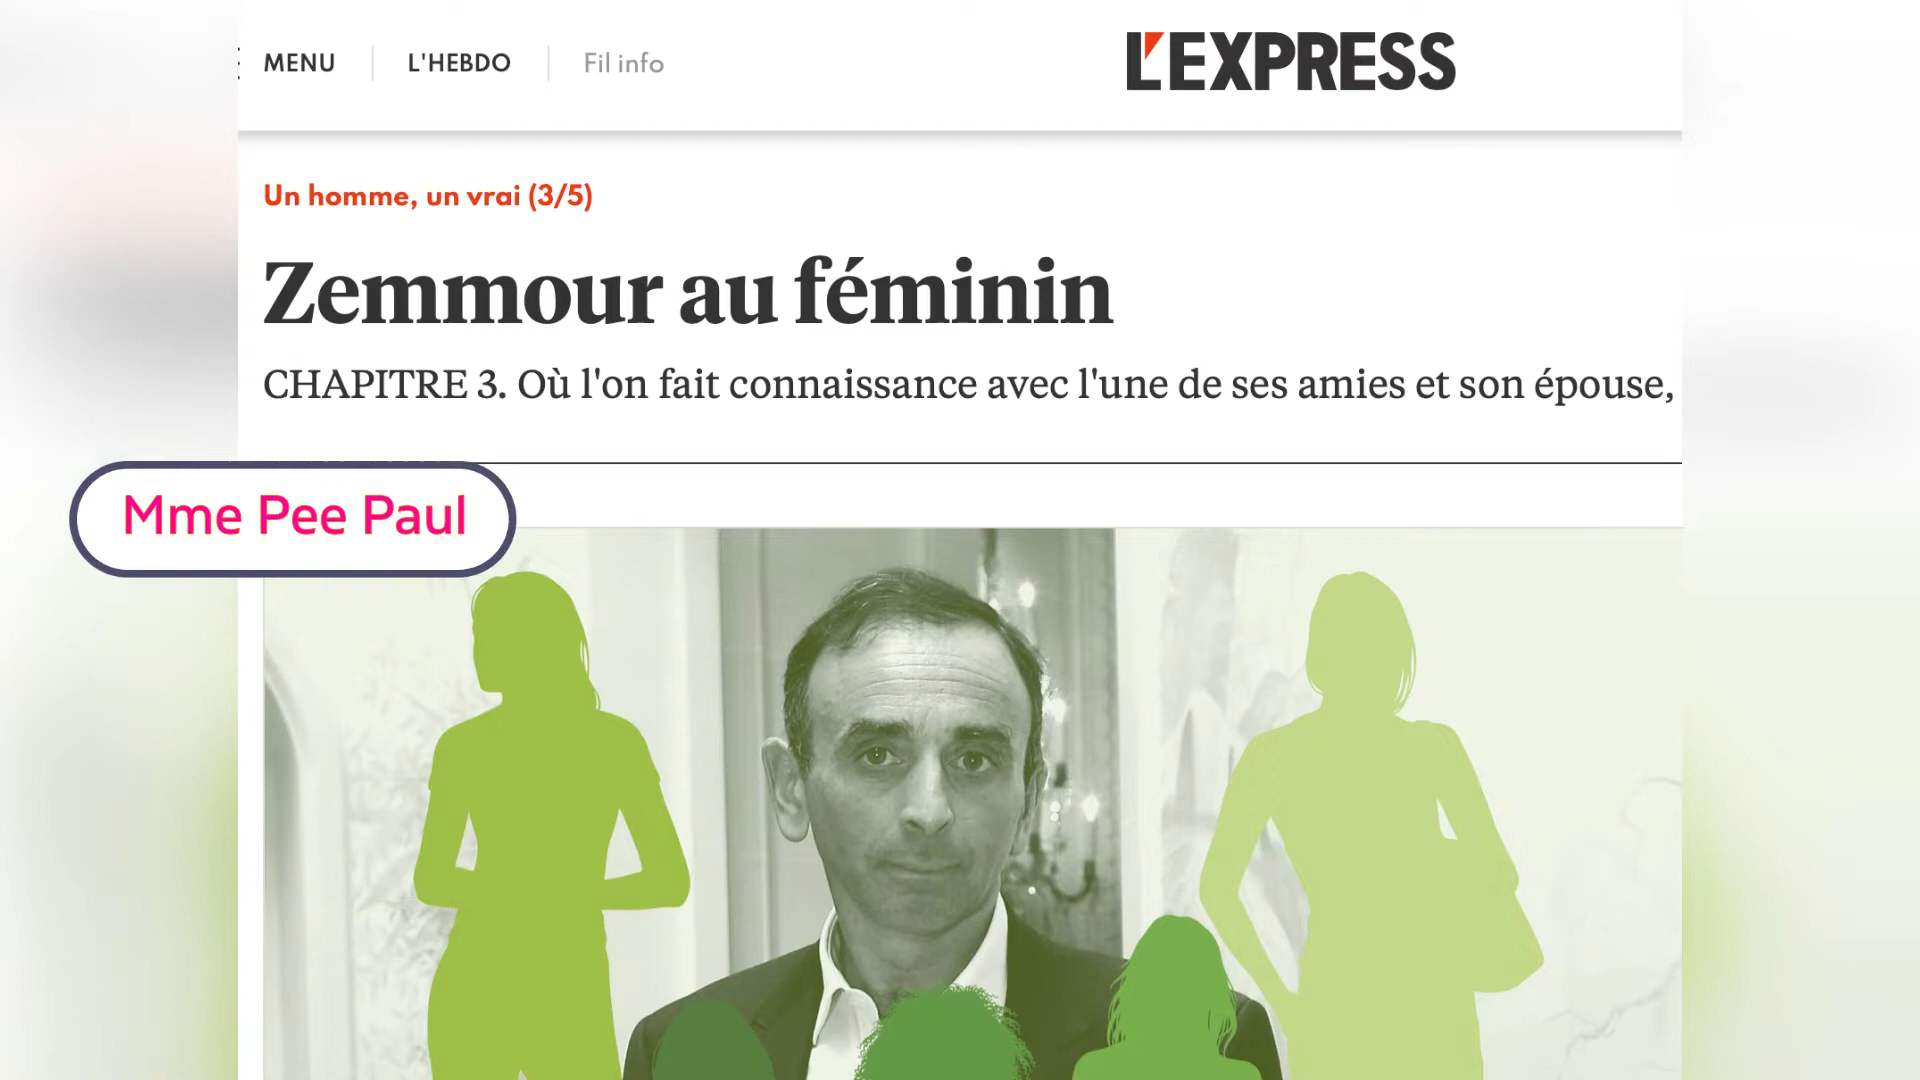 MENU
L'HEBDO
Fil info
L'EXPRESS
Un homme, un vrai (3/5)
Zemmour au féminin
CHAPITRE 3. Où l'on fait connaissance avec l'une de ses amies et son épouse,
Mme Pee Paul